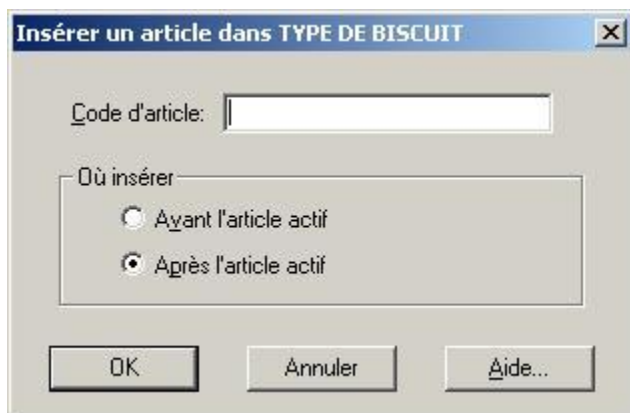 Insérer un article dans TYPE DE BISCUIT
Code d'article:
Où insérer
Avant l'article actif
Après l'article actif
OK Annuler Aide...